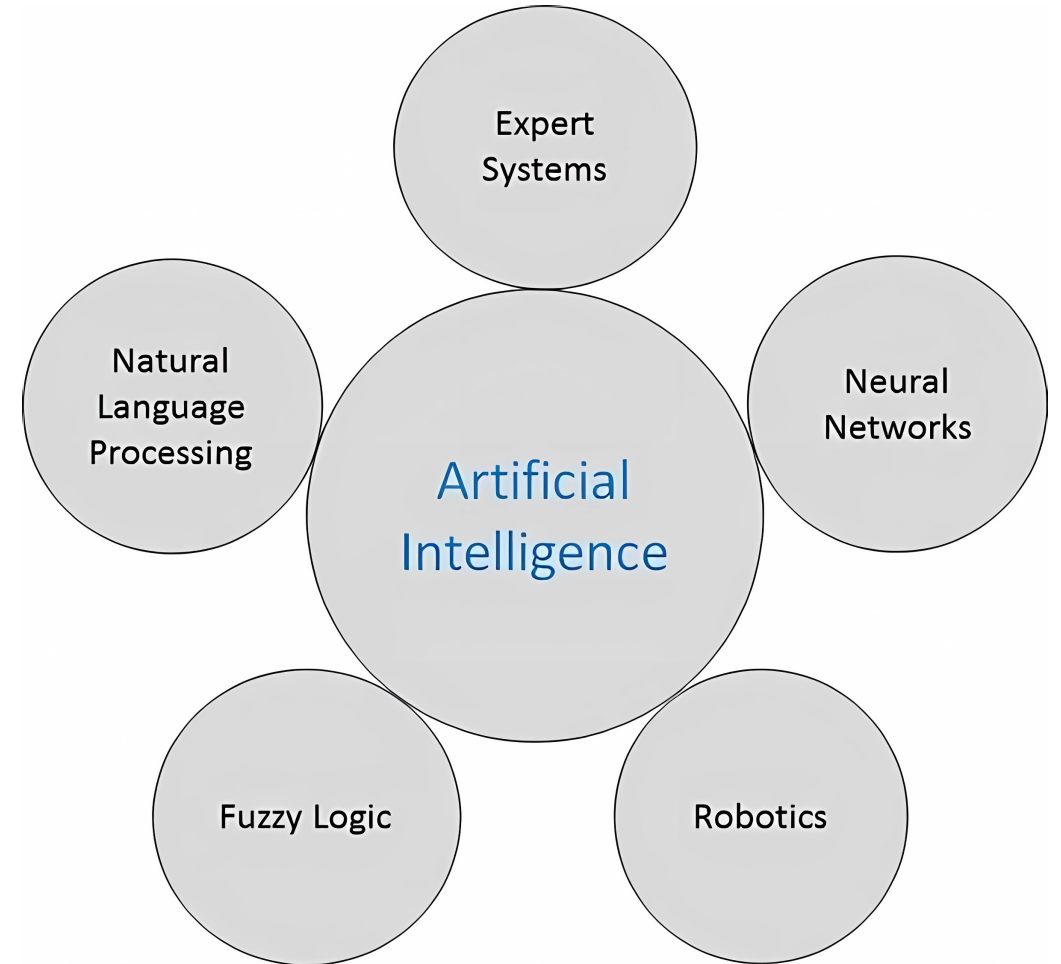 Expert
Systems
Natural
Language
Processing
Neural
Networks
Artificial
Intelligence
Fuzzy Logic
Robotics